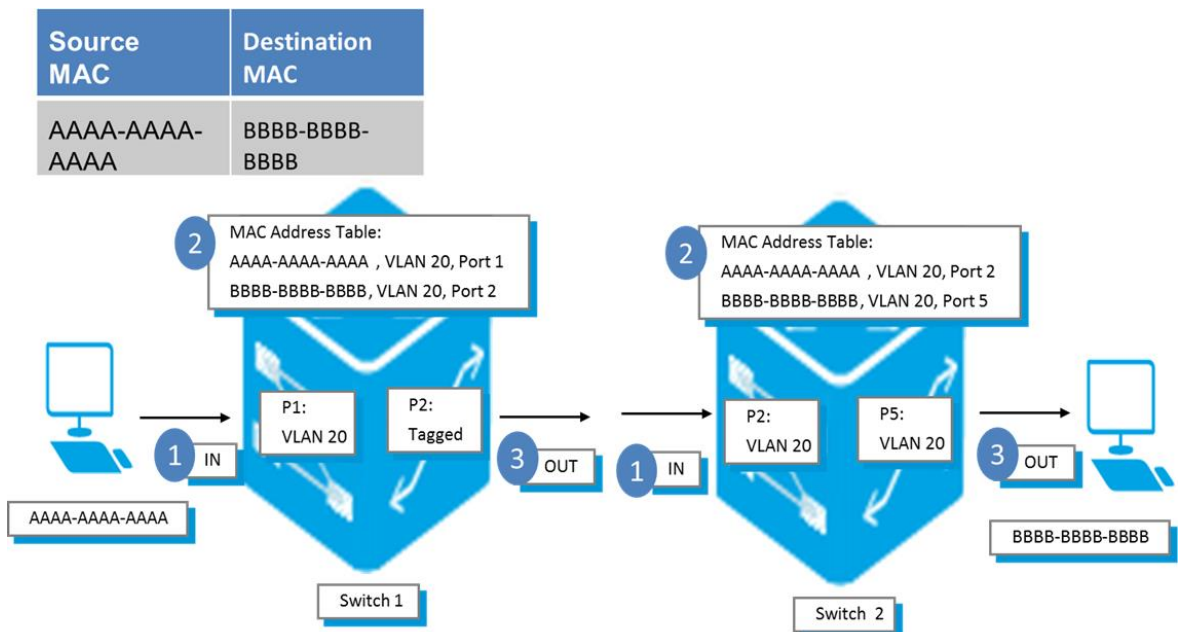 Source
MAC
Destination
MAC
AAAA-AAAA-
AAAA
BBBB-BBBB-
BBBB
2
MAC Address Table:
AAAA-AAAA-AAAA , VLAN 20, Port 1
BBBB-BBBB-BBBB, VLAN 20, Port 2
2
MAC Address Table:
AAAA-AAAA-AAAA , VLAN 20, Port 2
BBBB-BBBB-BBBB, VLAN 20, Port 5
P1:
VLAN 20
P2:
Tagged
P2:
VLAN 20
P5:
VLAN 20
1
IN
3
OUT
1
IN
3
OUT
AAAA-AAAA-AAAA
BBBB-BBBB-BBBB
Switch 1
Switch 2